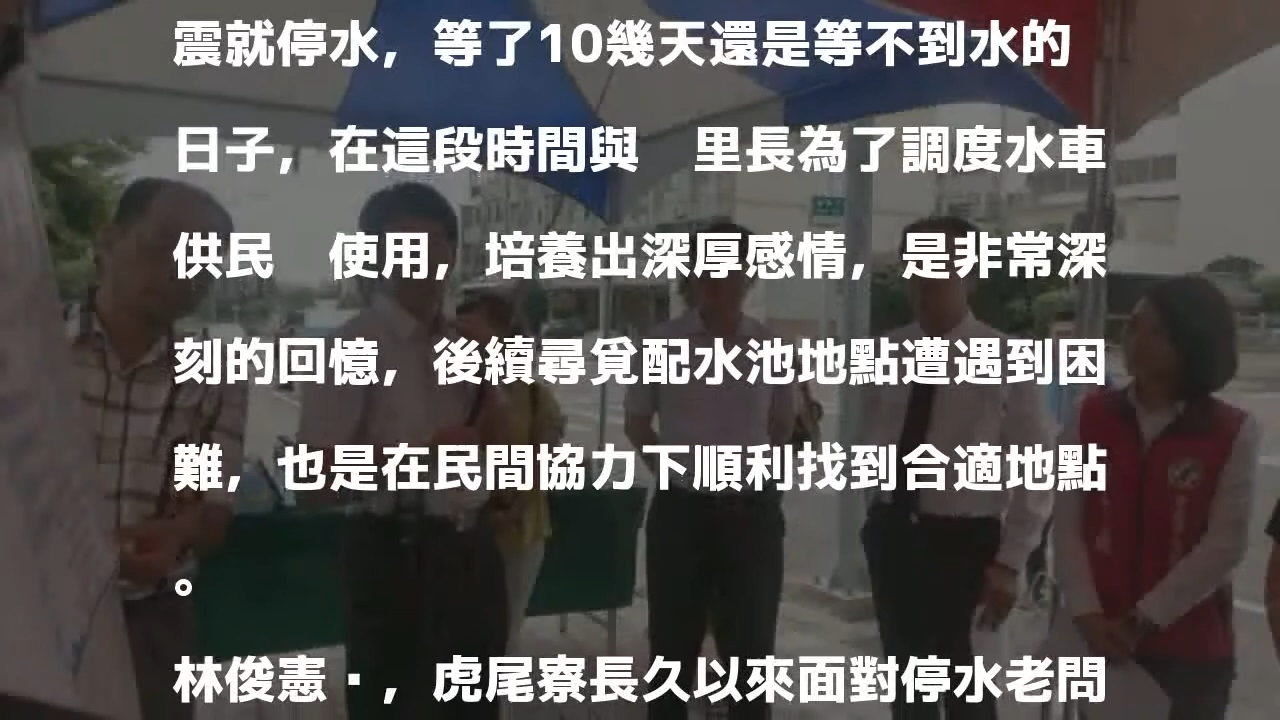 震就停水，等了10幾天還是等不到水的
日子，在這段時間與　里長為了調度水車
供民　使用，培養出深厚感情，是非常深
刻的回憶，後續尋覓配水池地點遭遇到困
難，也是在民間協力下順利找到合適地點
。
林俊憲▪，虎尾寮長久以來面對停水老問